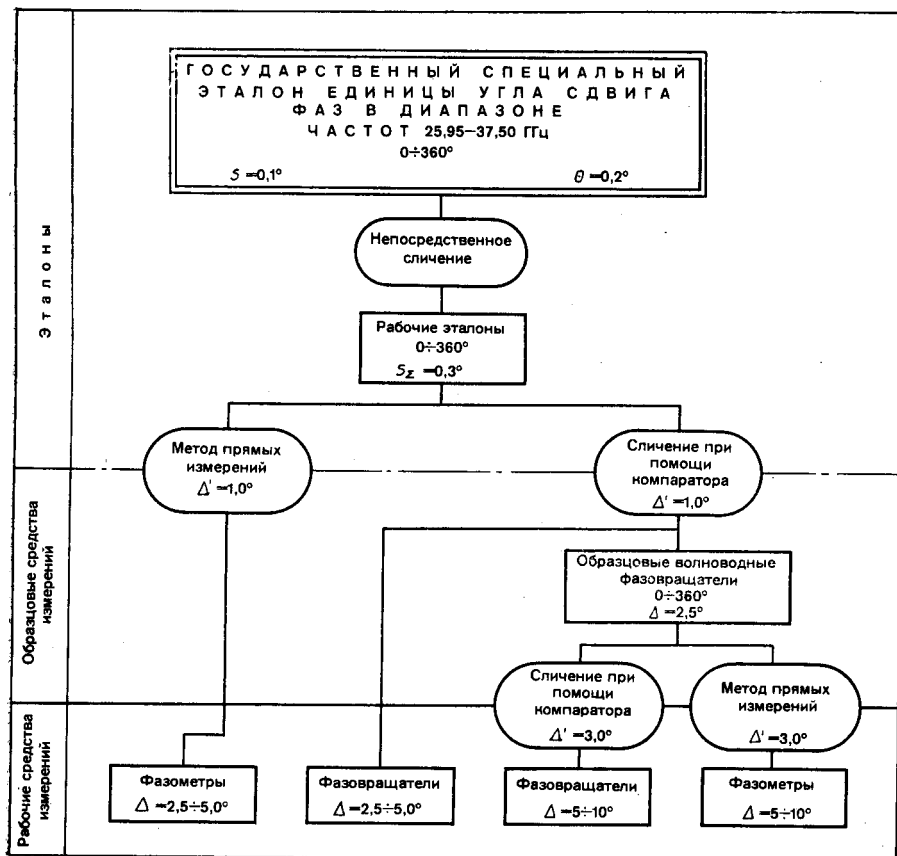 Эталоны
ГОСУДАРСТВЕННЫЙ СПЕЦИАЛЬНЫЙ
ЭТАЛОН ЕДИНИЦЫ УГЛА СДВИГА
ФАЗ В ДИАПАЗОНЕ
ЧАСТОТ 25,95—37,50 ГГц
0÷360°
S=0,1° θ=0,2°
Непосредственное
сличение
Рабочие эталоны
0÷360°
S_Σ=0,3°
Метод прямых
измерений
Δ'=1,0°
Сличение при
помощи
компаратора
Δ'=1,0°
Образцовые средства
измерений
Образцовые волноводные
фазовращатели
0÷360°
Δ=2,5°
Сличение при
помощи
компаратора
Δ'=3,0°
Метод прямых
измерений
Δ'=3,0°
Рабочие средства
измерений
Фазометры
Δ=2,5÷5,0°
Фазовращатели
Δ=2,5÷5,0°
Фазовращатели
Δ=5÷10°
Фазометры
Δ=5÷10°